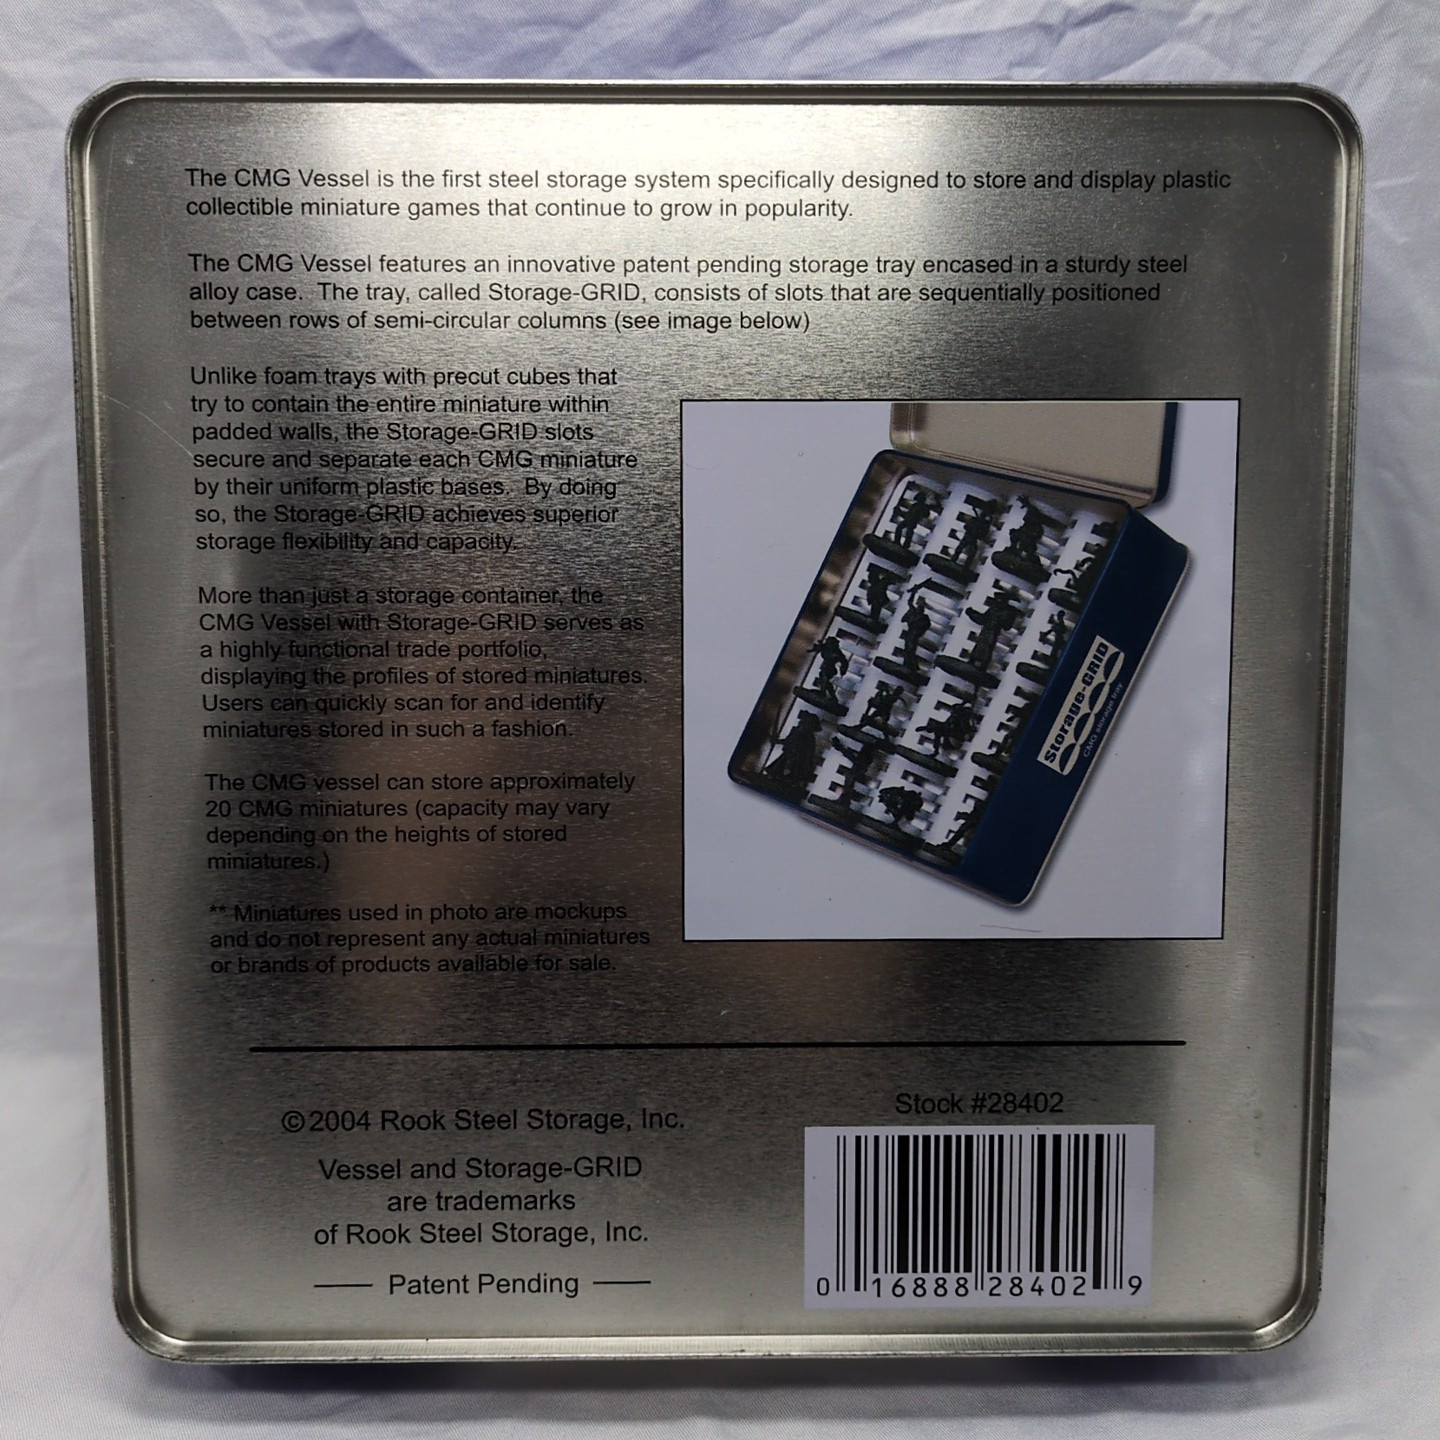 The CMG Vessel is the first steel storage system specifically designed to store and display plastic
collectible miniature games that continue to grow in popularity.
The CMG Vessel features an innovative patent pending storage tray encased in a sturdy steel
alloy case.  The tray, called Storage-GRID, consists of slots that are sequentially positioned
between rows of semi-circular columns (see image below)
Unlike foam trays with precut cubes that
try to contain the entire miniature within
padded walls, the Storage-GRID slots
secure and separate each CMG miniature
by their uniform plastic bases.  By doing
so, the Storage-GRID achieves superior
storage flexibility and capacity.
More than just a storage container, the
CMG Vessel with Storage-GRID serves as
a highly functional trade portfolio,
displaying the profiles of stored miniatures.
Users can quickly scan for and identify
miniatures stored in such a fashion.
The CMG vessel can store approximately
20 CMG miniatures (capacity may vary
depending on the heights of stored
miniatures.)
** Miniatures used in photo are mockups
and do not represent any actual miniatures
or brands of products available for sale.
Storage-GRID
CMG storage tray
©2004 Rook Steel Storage, Inc.
Vessel and Storage-GRID
are trademarks
of Rook Steel Storage, Inc.
Patent Pending
Stock #28402
0 16888 28402 9